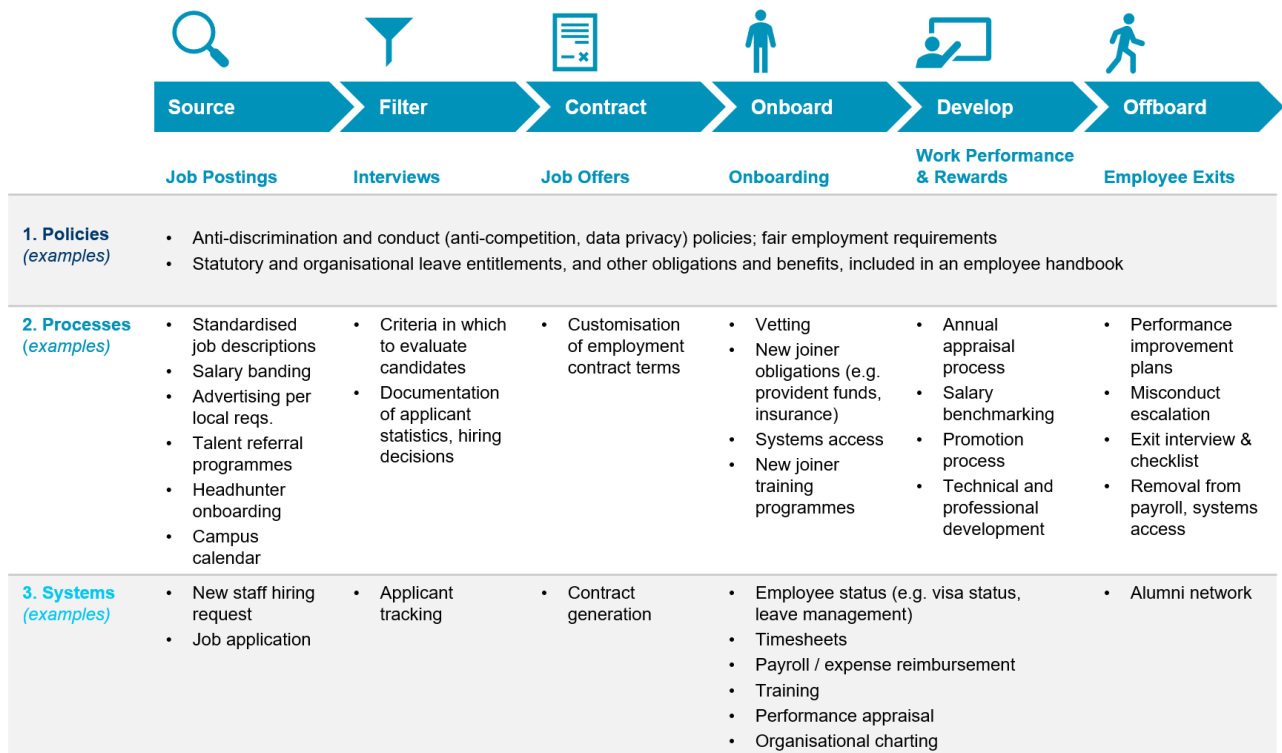 Source
Filter
Contract
Onboard
Develop
Offboard
Job Postings
Interviews
Job Offers
Onboarding
Work Performance
& Rewards
Employee Exits
1. Policies
(examples)
• Anti-discrimination and conduct (anti-competition, data privacy) policies; fair employment requirements
• Statutory and organisational leave entitlements, and other obligations and benefits, included in an employee handbook
2. Processes
(examples)
• Standardised
job descriptions
• Salary banding
• Advertising per
local reqs.
• Talent referral
programmes
• Headhunter
onboarding
• Campus
calendar
• Criteria in which
to evaluate
candidates
• Documentation
of applicant
statistics, hiring
decisions
• Customisation
of employment
contract terms
• Vetting
• New joiner
obligations (e.g.
provident funds,
insurance)
• Systems access
• New joiner
training
programmes
• Annual
appraisal
process
• Salary
benchmarking
• Promotion
process
• Technical and
professional
development
• Performance
improvement
plans
• Misconduct
escalation
• Exit interview &
checklist
• Removal from
payroll, systems
access
3. Systems
(examples)
• New staff hiring
request
• Job application
• Applicant
tracking
• Contract
generation
• Employee status (e.g. visa status,
leave management)
• Timesheets
• Payroll / expense reimbursement
• Training
• Performance appraisal
• Organisational charting
• Alumni network